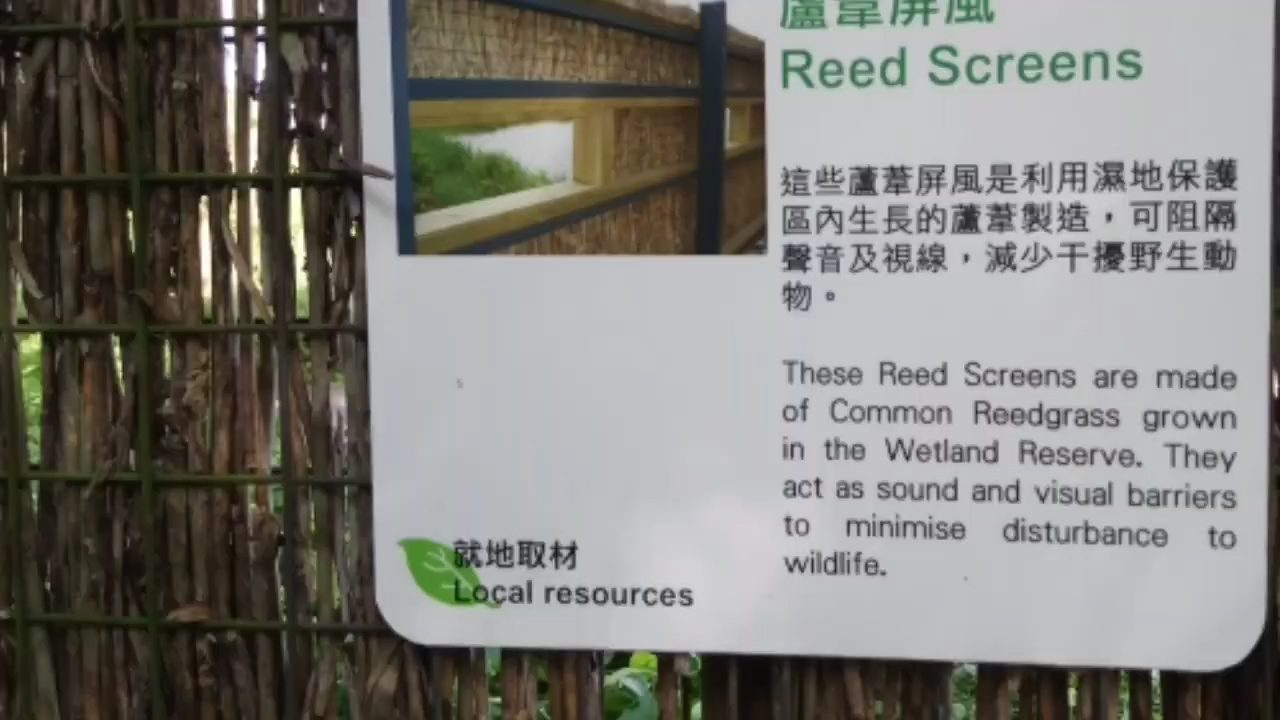 蘆葦屏風
Reed Screens
這些蘆葦屏風是利用濕地保護
區內生長的蘆葦製造，可阻隔
聲音及視線，減少干擾野生動
物。
These Reed Screens are made
of Common Reedgrass grown
in the Wetland Reserve. They
act as sound and visual barriers
to minimise disturbance to
wildlife.
就地取材
Local resources